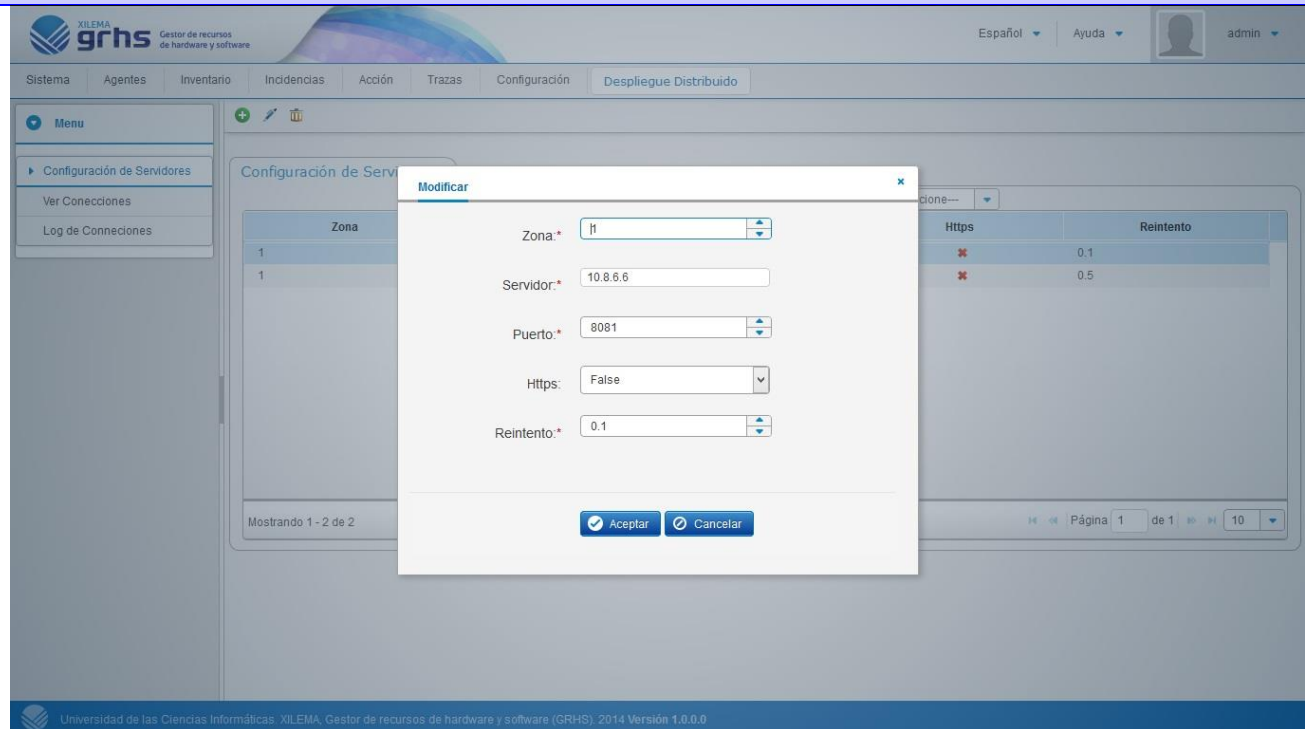 XILEMA
grhs Gestor de recursos de hardware y software
Español Ayuda admin
Sistema Agentes Inventario Incidencias Acción Trazas Configuración Despliegue Distribuido
Menu
Configuración de Servidores
Ver Conecciones
Log de Conneciones
Configuración de Servi
cione---
Zona Https Reintento
1 0.1
1 0.5
Modificar
Zona:* 1
Servidor:* 10.8.6.6
Puerto:* 8081
Https: False
Reintento:* 0.1
Aceptar Cancelar
Mostrando 1 - 2 de 2 Página 1 de 1 10
Universidad de las Ciencias Informáticas. XILEMA, Gestor de recursos de hardware y software (GRHS). 2014 Versión 1.0.0.0